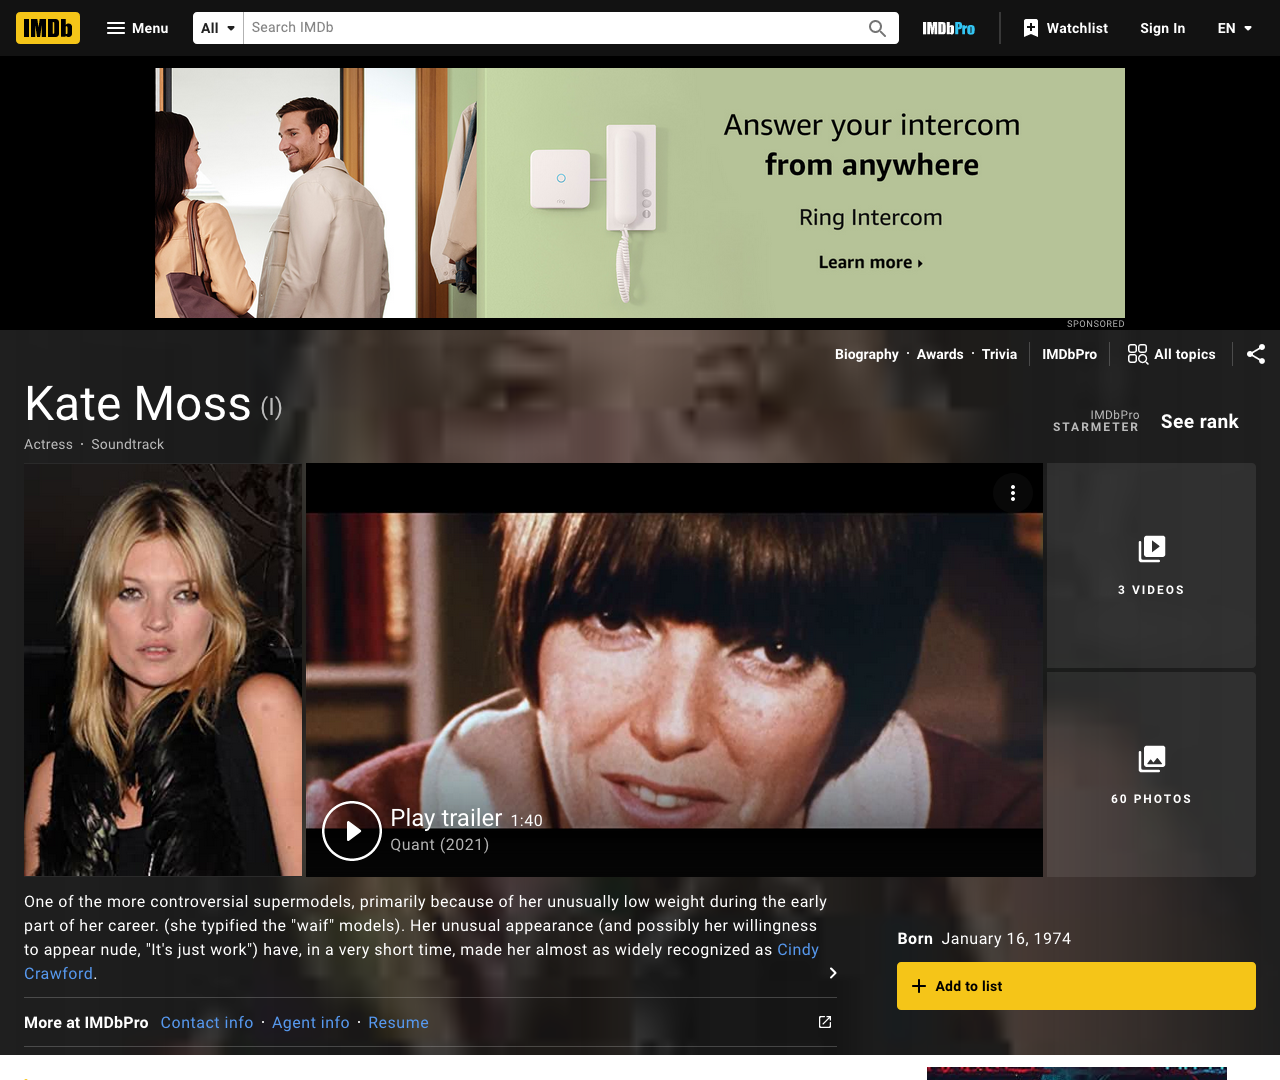 IMDb Menu All Search IMDb IMDbPro Watchlist Sign In EN
Answer your intercom
from anywhere
Ring Intercom
Learn more
SPONSORED
Biography · Awards · Trivia IMDbPro All topics
Kate Moss (I)
Actress · Soundtrack
IMDbPro
STARMETER
See rank
3 VIDEOS
60 PHOTOS
Play trailer 1:40
Quant (2021)
One of the more controversial supermodels, primarily because of her unusually low weight during the early
part of her career. (she typified the "waif" models). Her unusual appearance (and possibly her willingness
to appear nude, "It's just work") have, in a very short time, made her almost as widely recognized as Cindy
Crawford.
Born January 16, 1974
Add to list
More at IMDbPro Contact info · Agent info · Resume